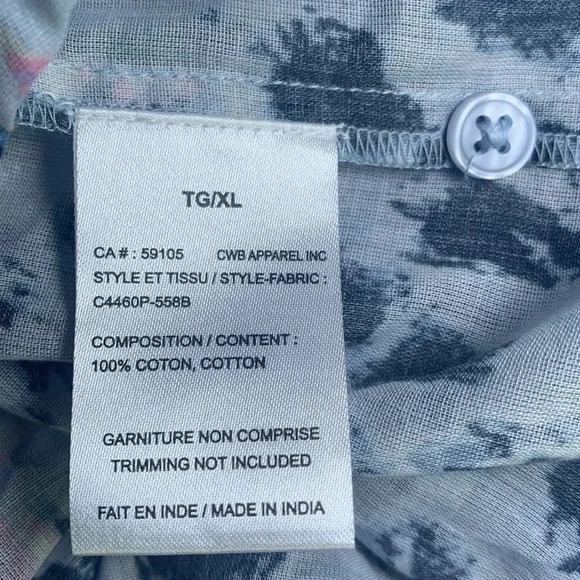 TG/XL
CA # : 59105 CWB APPAREL INC
STYLE ET TISSU / STYLE-FABRIC :
C4460P-558B
COMPOSITION / CONTENT :
100% COTON, COTTON
GARNITURE NON COMPRISE
TRIMMING NOT INCLUDED
FAIT EN INDE / MADE IN INDIA